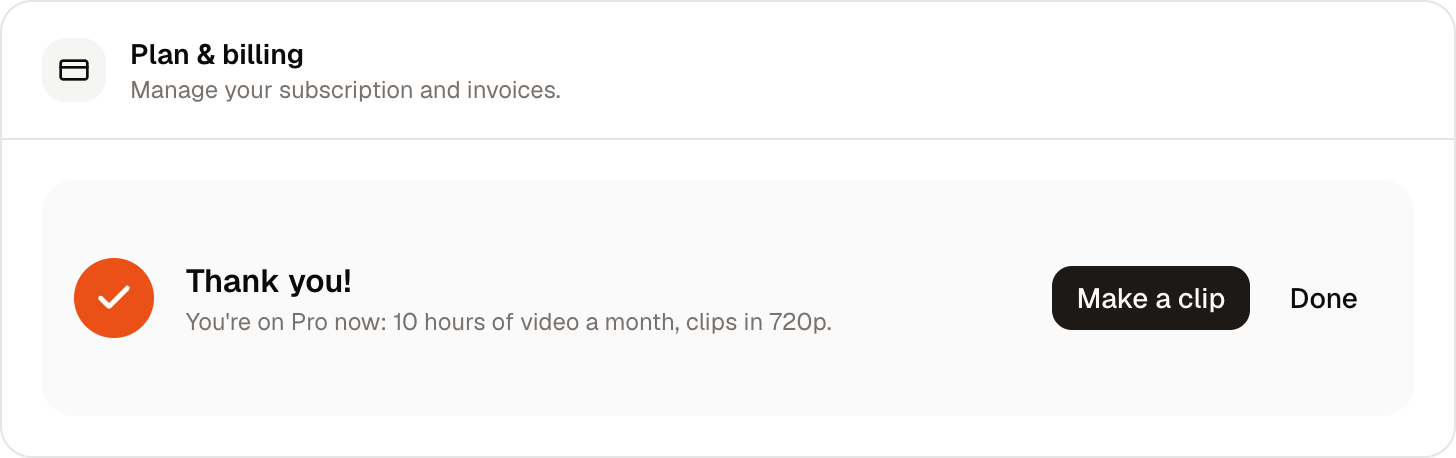 Plan & billing
Manage your subscription and invoices.
Thank you!
You're on Pro now: 10 hours of video a month, clips in 720p.
Make a clip
Done